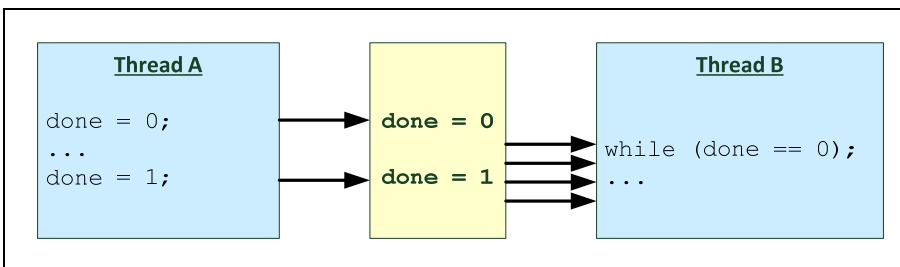 Thread A
done = 0;
...
done = 1;
done = 0
done = 1
Thread B
while (done == 0);
...